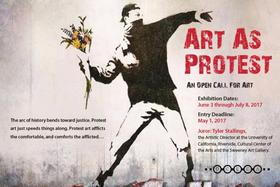 ART AS
PROTEST
AN OPEN CALL FOR ART
Exhibition Dates:
June 3 through July 8, 2017
Entry Deadline:
May 1, 2017
Juror: Tyler Stallings,
the Artistic Director at the University of
California, Riverside, Cultural Center of
the Arts and the Sweeney Art Gallery.
The arc of history bends toward justice. Protest
art just speeds things along. Protest art afflicts
the comfortable, and comforts the afflicted....